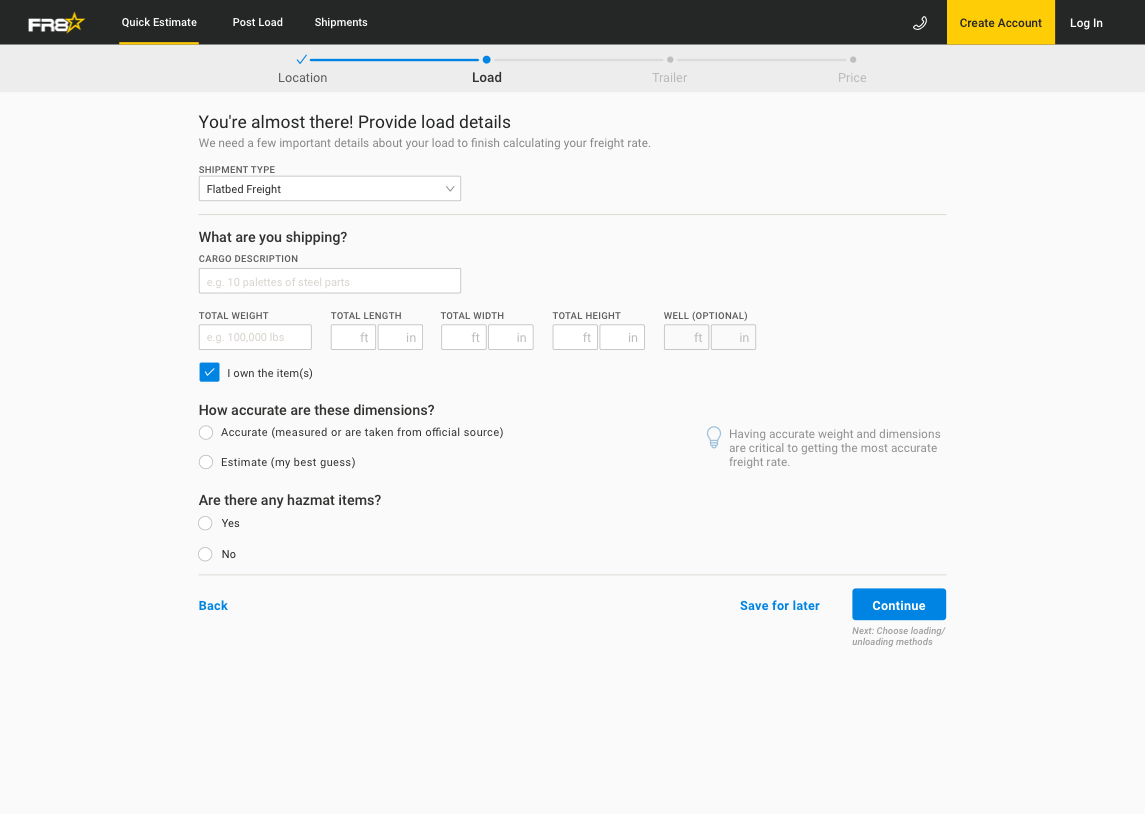 FR8
Quick Estimate
Post Load
Shipments
Create Account
Log In
Location
Load
Trailer
Price
You're almost there! Provide load details
We need a few important details about your load to finish calculating your freight rate.
SHIPMENT TYPE
Flatbed Freight
What are you shipping?
CARGO DESCRIPTION
e.g. 10 palettes of steel parts
TOTAL WEIGHT
TOTAL LENGTH
TOTAL WIDTH
TOTAL HEIGHT
WELL (OPTIONAL)
e.g. 100,000 lbs
ft
in
ft
in
ft
in
ft
in
I own the item(s)
How accurate are these dimensions?
Accurate (measured or are taken from official source)
Estimate (my best guess)
Having accurate weight and dimensions
are critical to getting the most accurate
freight rate.
Are there any hazmat items?
Yes
No
Back
Save for later
Continue
Next: Choose loading/
unloading methods